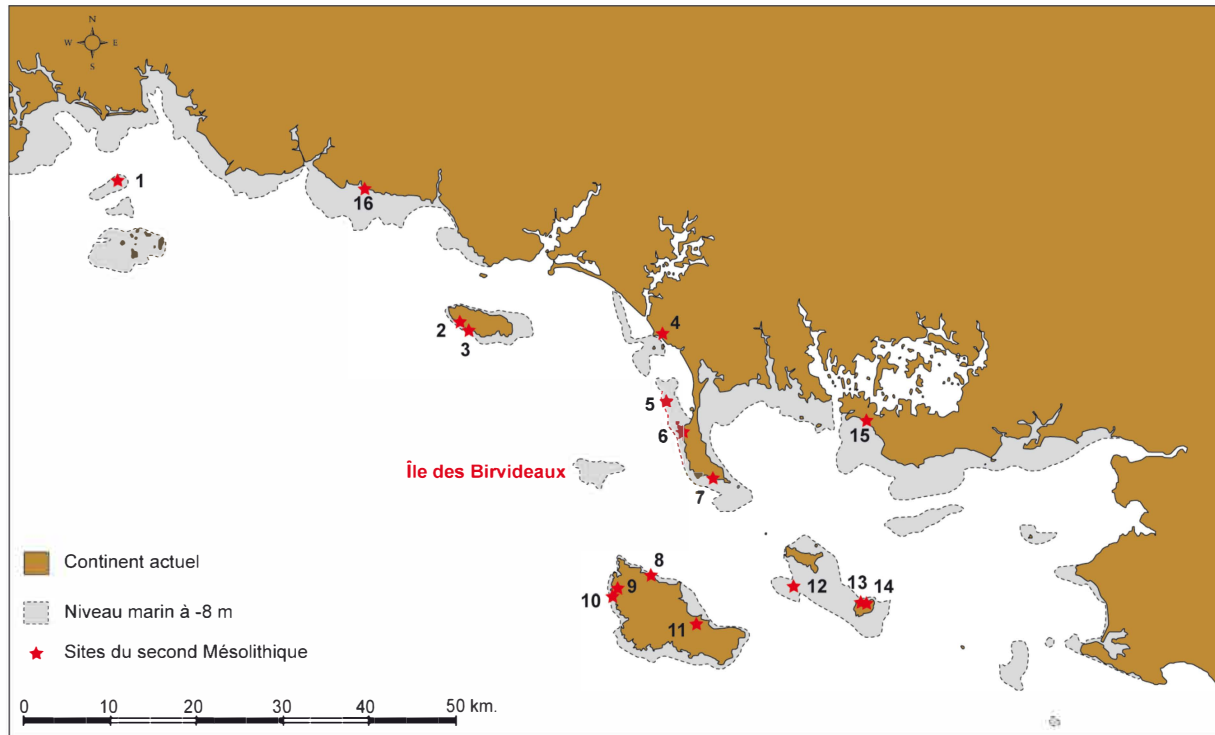 N
W E
S
1
16
2
3
4
5
6
15
Île des Birvideaux
7
8
9
10
11
12
13 14
Continent actuel
Niveau marin à -8 m
Sites du second Mésolithique
0 10 20 30 40 50 km.